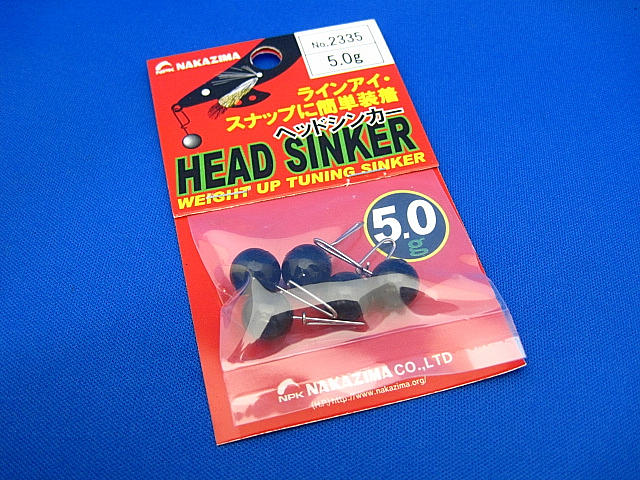 NPK NAKAZIMA
No.2335
5.0g
ラインアイ・
スナップに簡単装着
ヘッドシンカー
HEAD SINKER
WEIGHT UP TUNING SINKER
5.0
g
NPK NAKAZIMA CO.,LTD
(H.P.)http://www.nakazima.org/